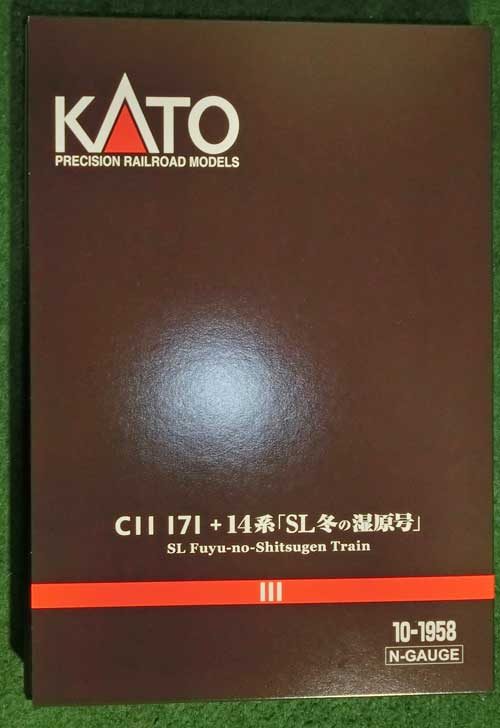 KATO
PRECISION RAILROAD MODELS
C11 171 + 14系「SL冬の湿原号」
SL Fuyu-no-Shitsugen Train
III
10-1958
N-GAUGE